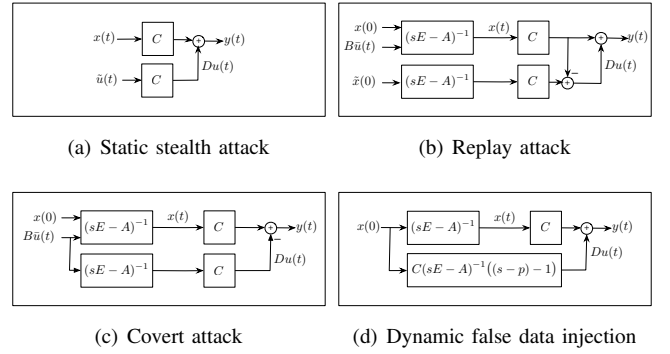 x(t)
C
+
y(t)
ũ(t)
C
Du(t)
(a) Static stealth attack
x(0)
Bū(t)
(sE − A)⁻¹
x(t)
C
+
y(t)
−
Du(t)
x̃(0)
(sE − A)⁻¹
C
+
(b) Replay attack
x(0)
Bū(t)
(sE − A)⁻¹
x(t)
C
+
y(t)
−
Du(t)
(sE − A)⁻¹
C
(c) Covert attack
x(0)
(sE − A)⁻¹
x(t)
C
+
y(t)
Du(t)
C(sE − A)⁻¹((s − p) − 1)
(d) Dynamic false data injection